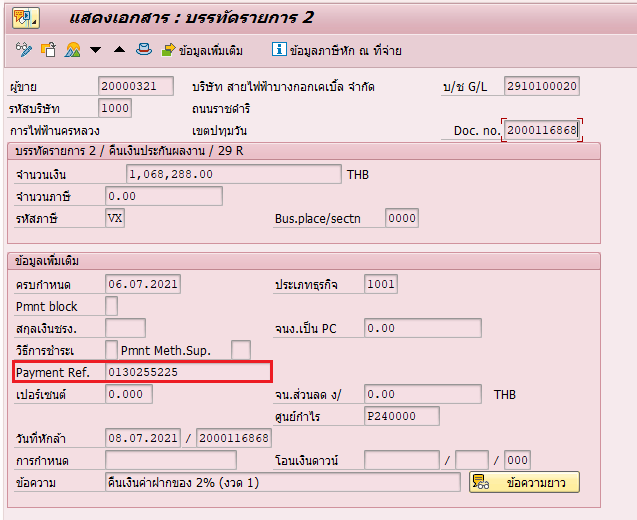 แสดงเอกสาร : บรรทัดรายการ 2
ข้อมูลเพิ่มเติม ข้อมูลภาษีหัก ณ ที่จ่าย
ผู้ขาย 20000321 บริษัท สายไฟฟ้าบางกอกเคเบิ้ล จำกัด บ/ช G/L 2910100020
รหัสบริษัท 1000 ถนนราชดำริ
การไฟฟ้านครหลวง เขตปทุมวัน Doc. no. 2000116868
บรรทัดรายการ 2 / คืนเงินประกันผลงาน / 29 R
จำนวนเงิน 1,068,288.00 THB
จำนวนภาษี 0.00
รหัสภาษี VX Bus.place/sectn 0000
ข้อมูลเพิ่มเติม
ครบกำหนด 06.07.2021 ประเภทธุรกิจ 1001
Pmnt block
สกุลเงินชรง. จนง.เป็น PC 0.00
วิธีการชำระเ Pmnt Meth.Sup.
Payment Ref. 0130255225
เปอร์เซนต์ 0.000 จน.ส่วนลด ง/ 0.00 THB
ศูนย์กำไร P240000
วันที่หักล้า 08.07.2021 / 2000116868
การกำหนด โอนเงินดาวน์ / / 000
ข้อความ คืนเงินค่าฝากของ 2% (งวด 1) ข้อความยาว